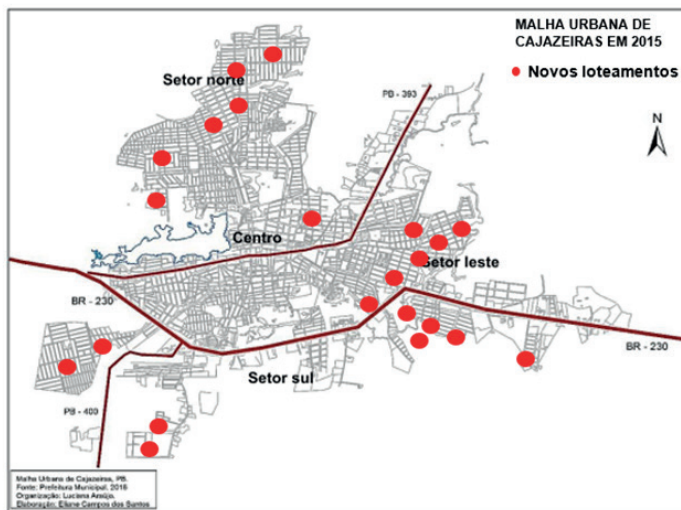 MALHA URBANA DE
CAJAZEIRAS EM 2015
Novos loteamentos
Setor norte
PB - 393
N
Centro
Setor leste
BR - 230
BR - 230
Setor sul
PB - 400
Malha Urbana de Cajazeiras, PB.
Fonte: Prefeitura Municipal, 2016
Organização: Luciana Araújo.
Elaboração: Eliane Campos dos Santos